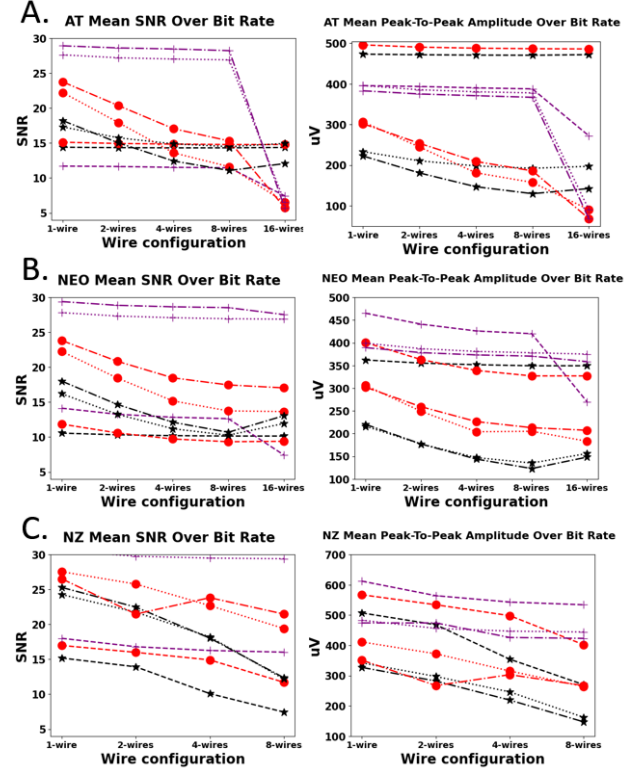 A.
AT Mean SNR Over Bit Rate
30
25
20
15
10
5
SNR
1-wire 2-wires 4-wires 8-wires 16-wires
Wire configuration
AT Mean Peak-To-Peak Amplitude Over Bit Rate
500
400
300
200
100
uV
1-wire 2-wires 4-wires 8-wires 16-wires
Wire configuration
B.
NEO Mean SNR Over Bit Rate
30
25
20
15
10
5
SNR
1-wire 2-wires 4-wires 8-wires 16-wires
Wire configuration
NEO Mean Peak-To-Peak Amplitude Over Bit Rate
500
450
400
350
300
250
200
150
100
uV
1-wire 2-wires 4-wires 8-wires 16-wires
Wire configuration
C.
NZ Mean SNR Over Bit Rate
30
25
20
15
10
5
SNR
1-wire 2-wires 4-wires 8-wires
Wire configuration
NZ Mean Peak-To-Peak Amplitude Over Bit Rate
700
600
500
400
300
200
100
uV
1-wire 2-wires 4-wires 8-wires
Wire configuration